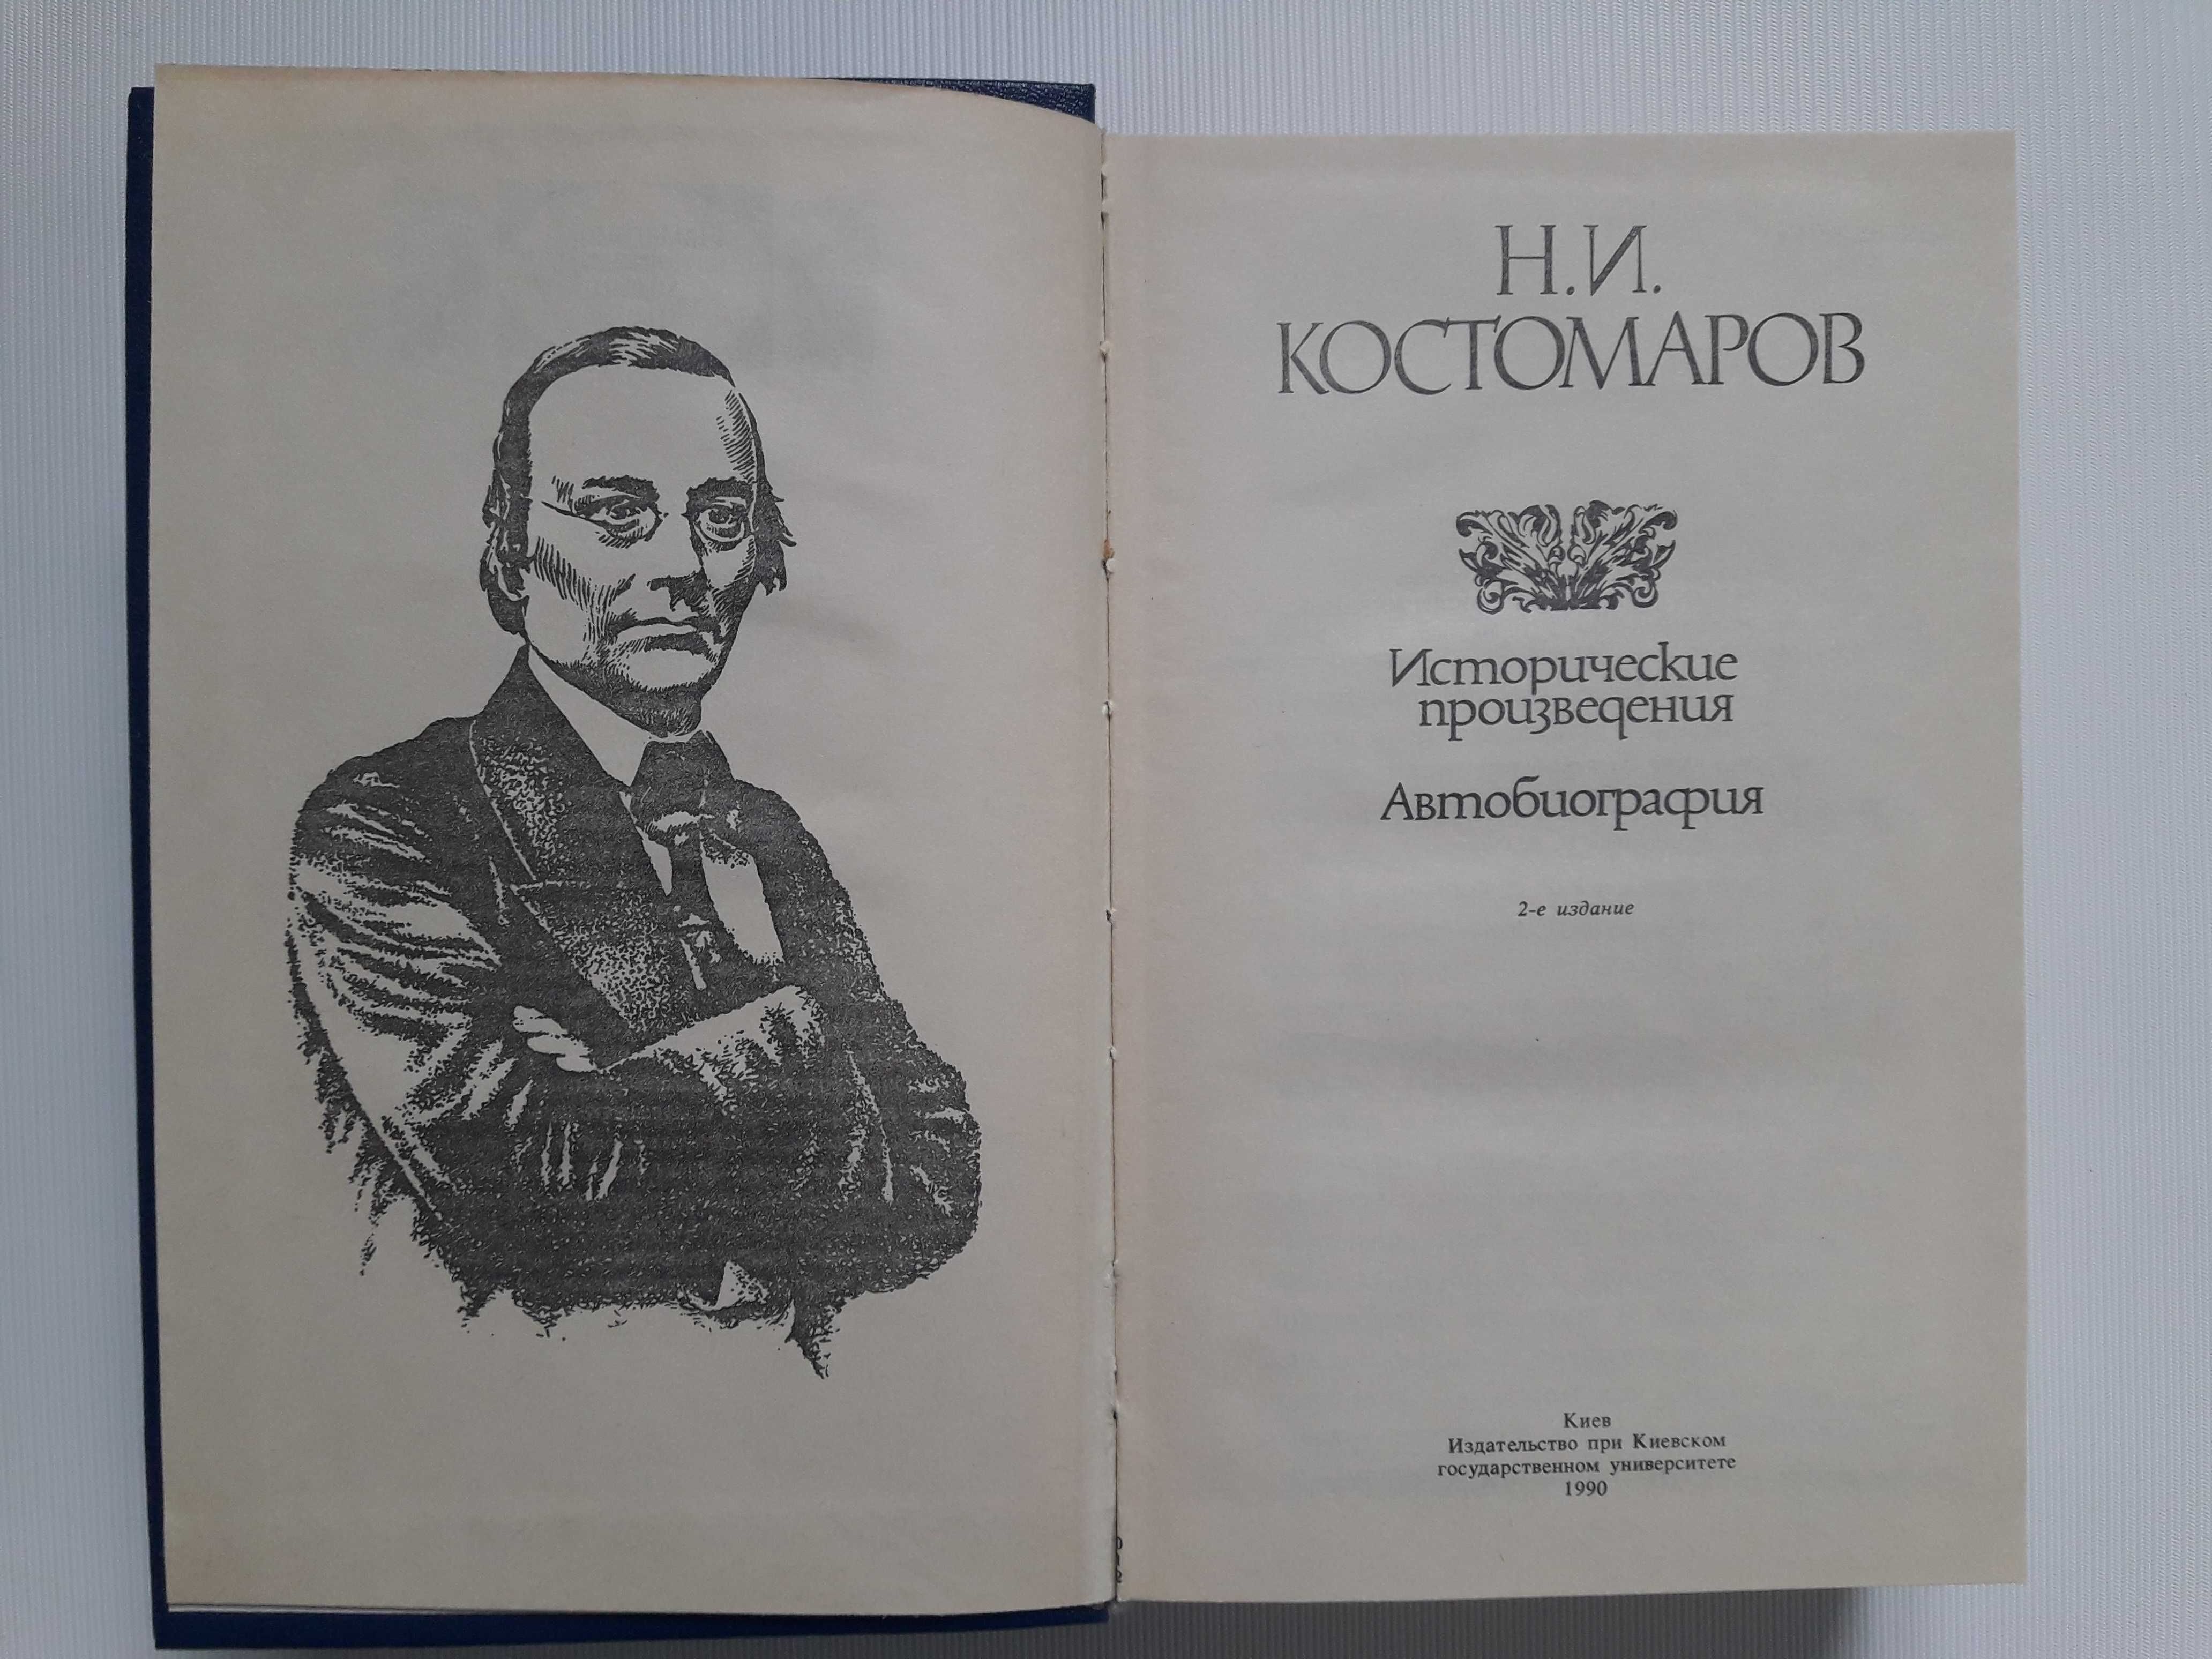 Н.И.
КОСТОМАРОВ
Исторические
произведения
Автобиография
2-е издание
Киев
Издательство при Киевском
государственном университете
1990